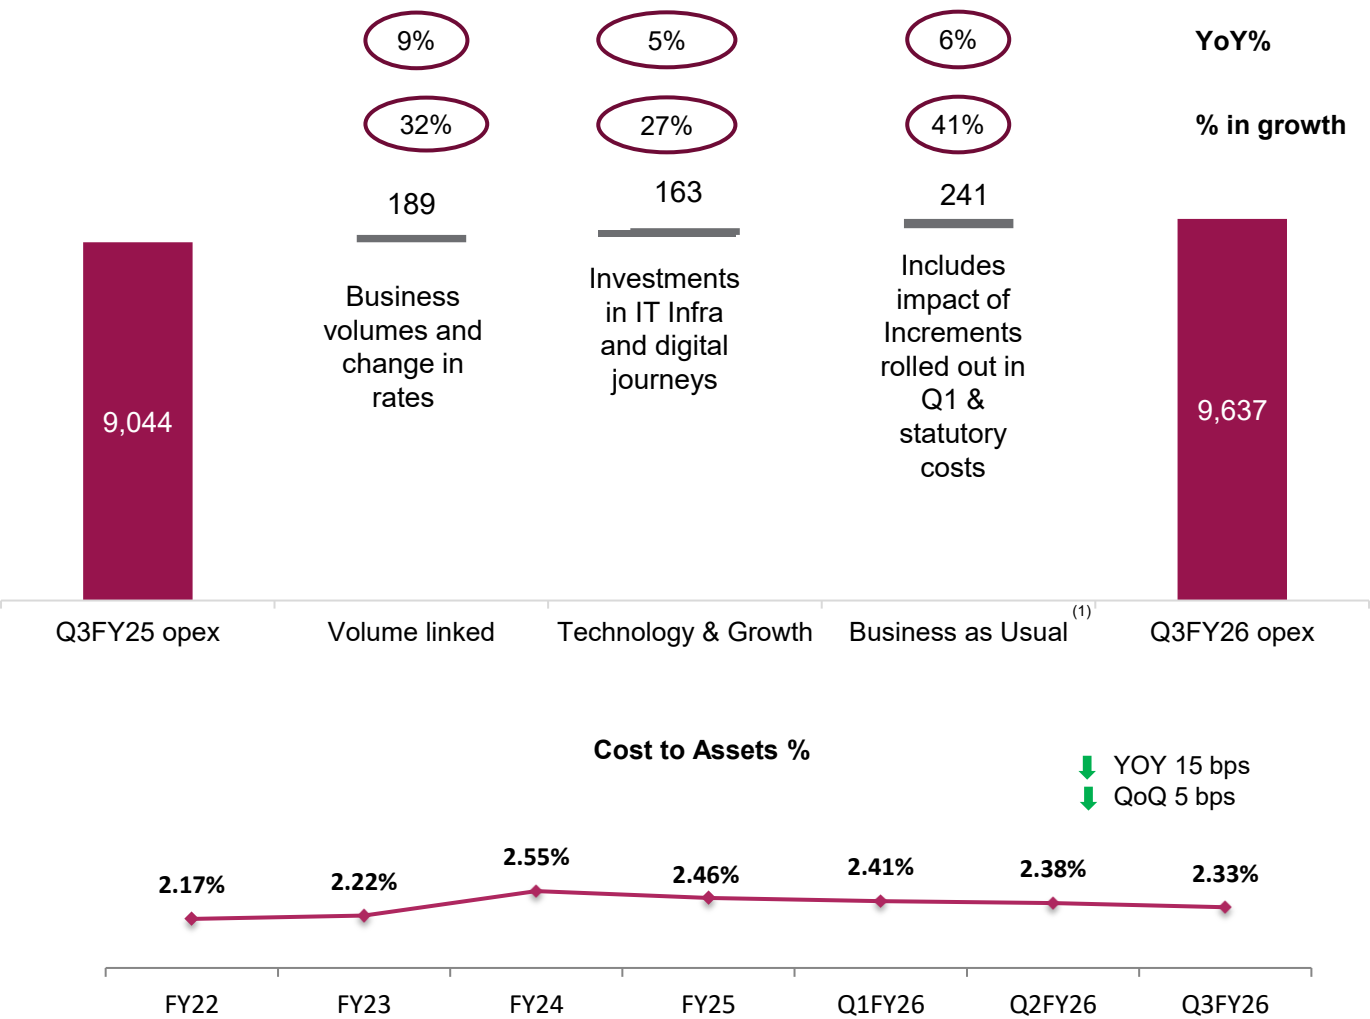 9%
5%
6%
YoY%
32%
27%
41%
% in growth
189
163
241
Business
volumes and
change in
rates
Investments
in IT Infra
and digital
journeys
Includes
impact of
Increments
rolled out in
Q1 &
statutory
costs
9,044
9,637
Q3FY25 opex
Volume linked
Technology & Growth
Business as Usual (1)
Q3FY26 opex
Cost to Assets %
YOY 15 bps
QoQ 5 bps
2.17%
2.22%
2.55%
2.46%
2.41%
2.38%
2.33%
FY22
FY23
FY24
FY25
Q1FY26
Q2FY26
Q3FY26